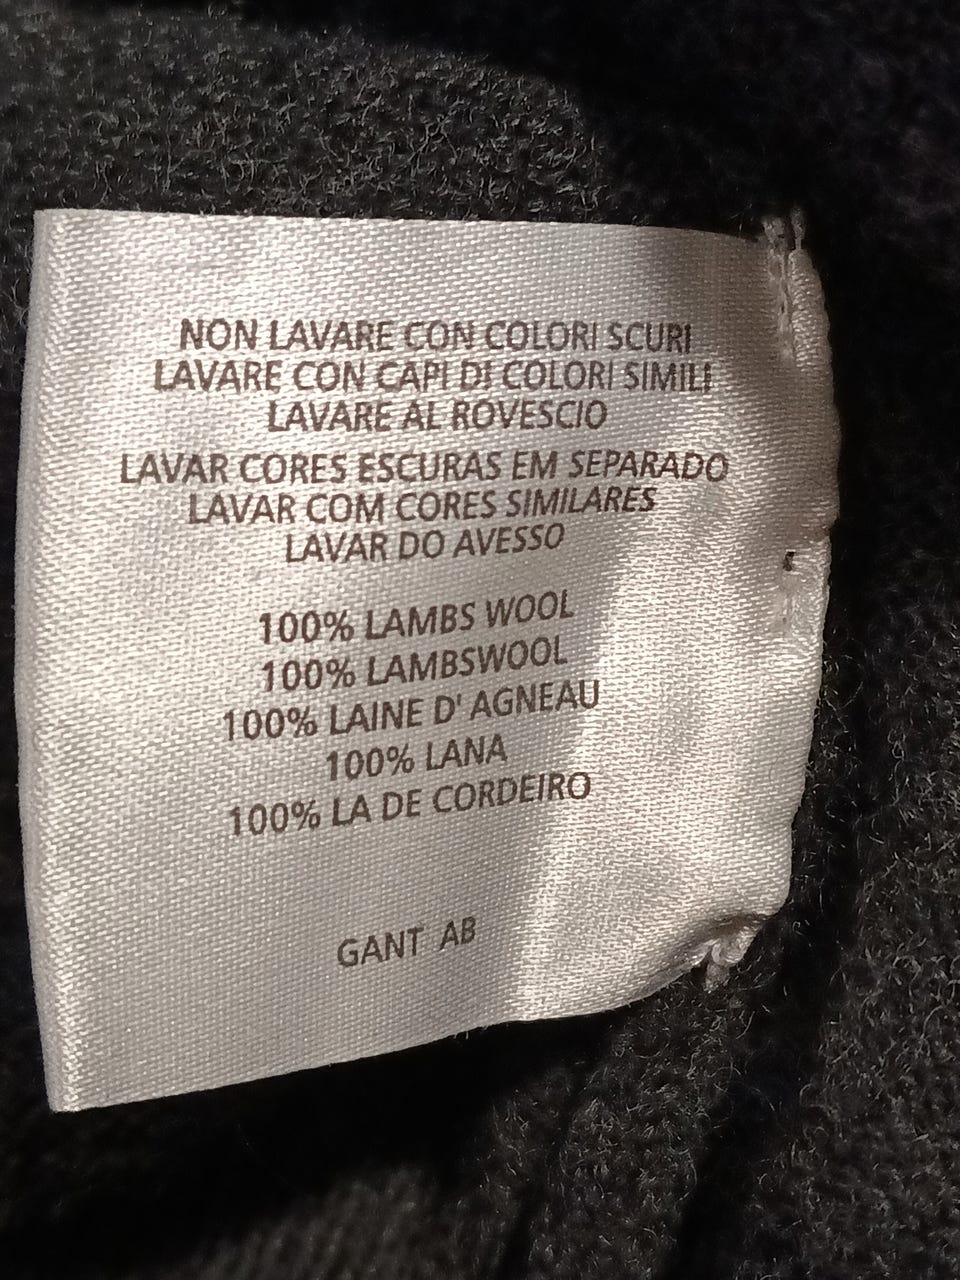 NON LAVARE CON COLORI SCURI
LAVARE CON CAPI DI COLORI SIMILI
LAVARE AL ROVESCIO
LAVAR CORES ESCURAS EM SEPARADO
LAVAR COM CORES SIMILARES
LAVAR DO AVESSO
100% LAMBS WOOL
100% LAMBSWOOL
100% LAINE D' AGNEAU
100% LANA
100% LA DE CORDEIRO
GANT AB